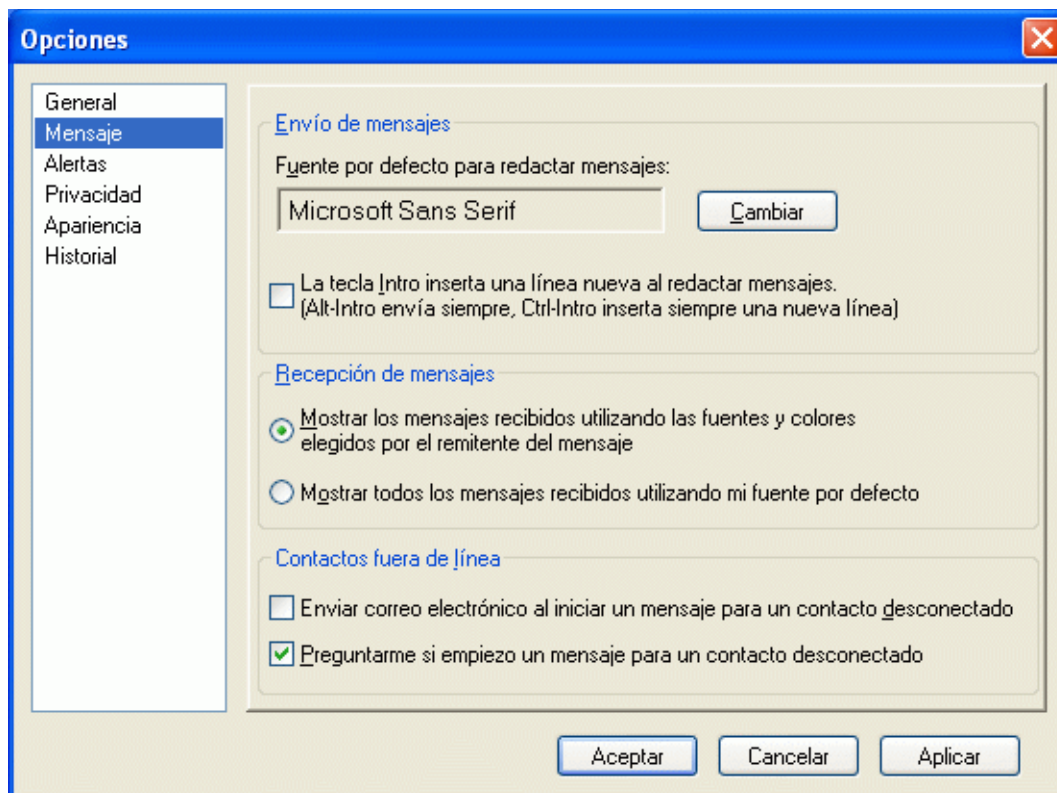 Opciones
General
Mensaje
Alertas
Privacidad
Apariencia
Historial
Envío de mensajes
Fuente por defecto para redactar mensajes:
Microsoft Sans Serif
Cambiar
La tecla Intro inserta una línea nueva al redactar mensajes.
(Alt-Intro envía siempre, Ctrl-Intro inserta siempre una nueva línea)
Recepción de mensajes
Mostrar los mensajes recibidos utilizando las fuentes y colores
elegidos por el remitente del mensaje
Mostrar todos los mensajes recibidos utilizando mi fuente por defecto
Contactos fuera de línea
Enviar correo electrónico al iniciar un mensaje para un contacto desconectado
Preguntarme si empiezo un mensaje para un contacto desconectado
Aceptar
Cancelar
Aplicar